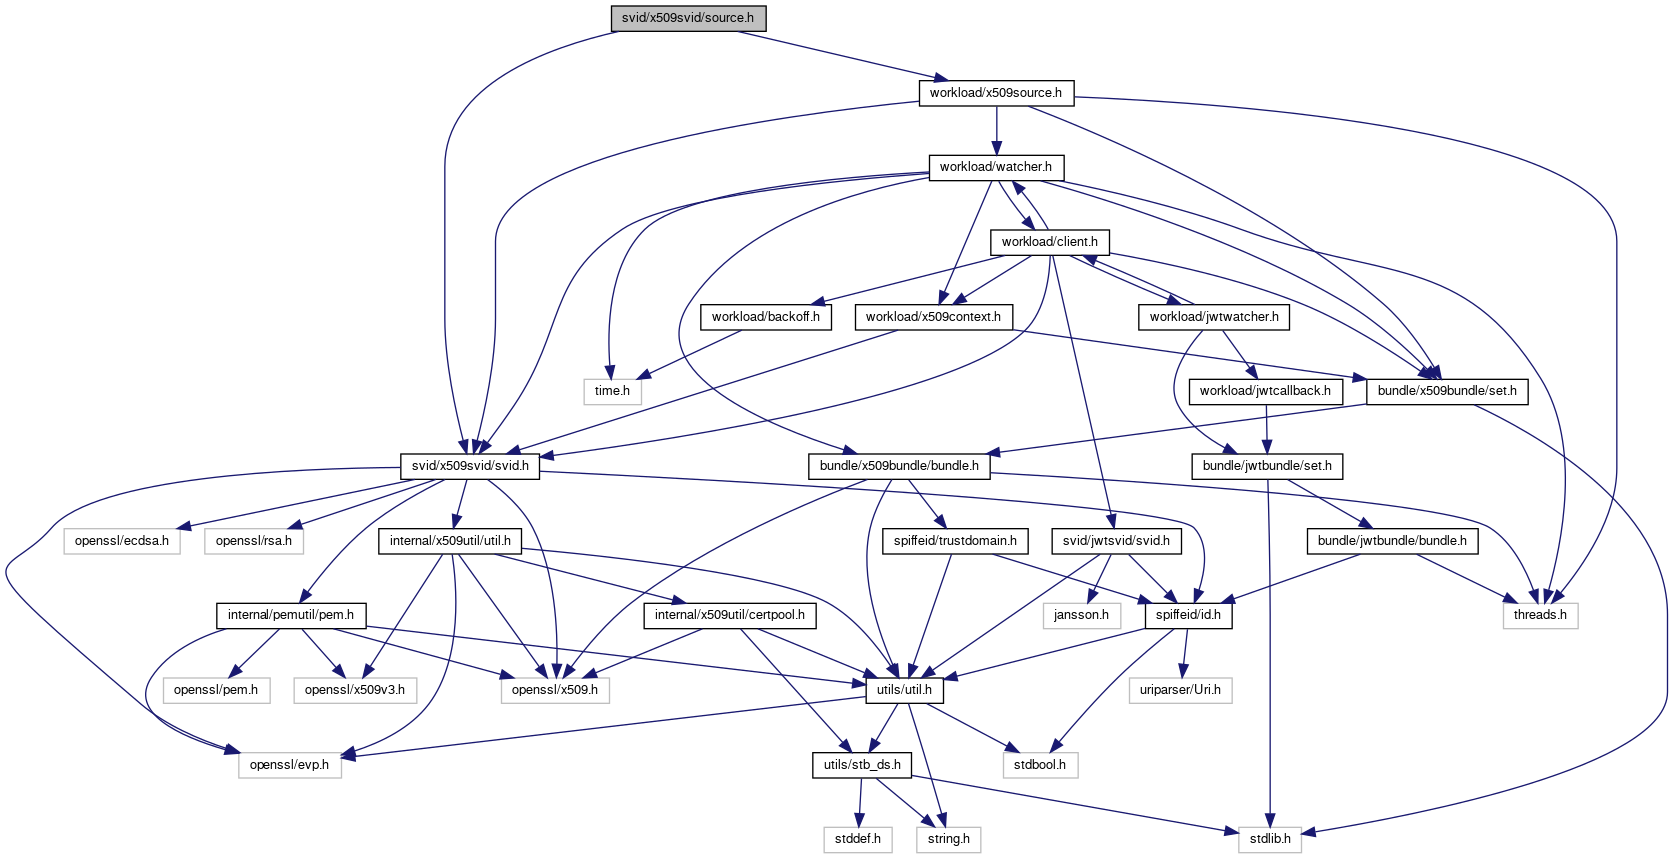 svid/x509svid/source.h
workload/x509source.h
workload/watcher.h
workload/client.h
workload/backoff.h
workload/x509context.h
workload/jwtwatcher.h
time.h
workload/jwtcallback.h
bundle/x509bundle/set.h
svid/x509svid/svid.h
bundle/x509bundle/bundle.h
bundle/jwtbundle/set.h
openssl/ecdsa.h
openssl/rsa.h
internal/x509util/util.h
spiffeid/trustdomain.h
svid/jwtsvid/svid.h
bundle/jwtbundle/bundle.h
internal/pemutil/pem.h
internal/x509util/certpool.h
jansson.h
spiffeid/id.h
threads.h
openssl/pem.h
openssl/x509v3.h
openssl/x509.h
utils/util.h
uriparser/Uri.h
openssl/evp.h
utils/stb_ds.h
stdbool.h
stddef.h
string.h
stdlib.h